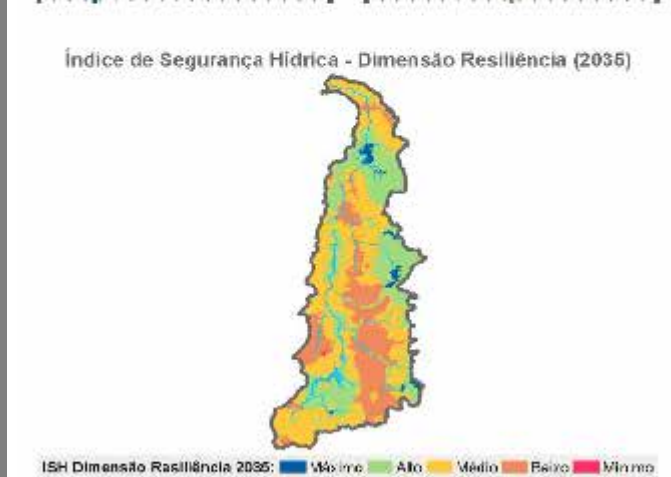 Índice de Segurança Hídrica - Dimensão Resiliência (2035)
ISH Dimensão Resiliência 2035: Máximo Alto Médio Baixo Mínimo